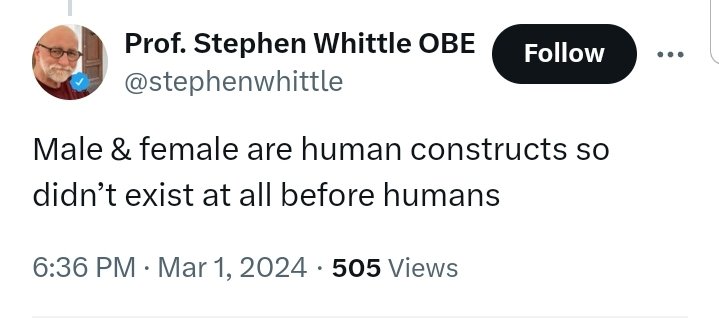 Prof. Stephen Whittle OBE
Follow
@stephenwhittle
Male & female are human constructs so
didn’t exist at all before humans
6:36 PM · Mar 1, 2024 · 505 Views